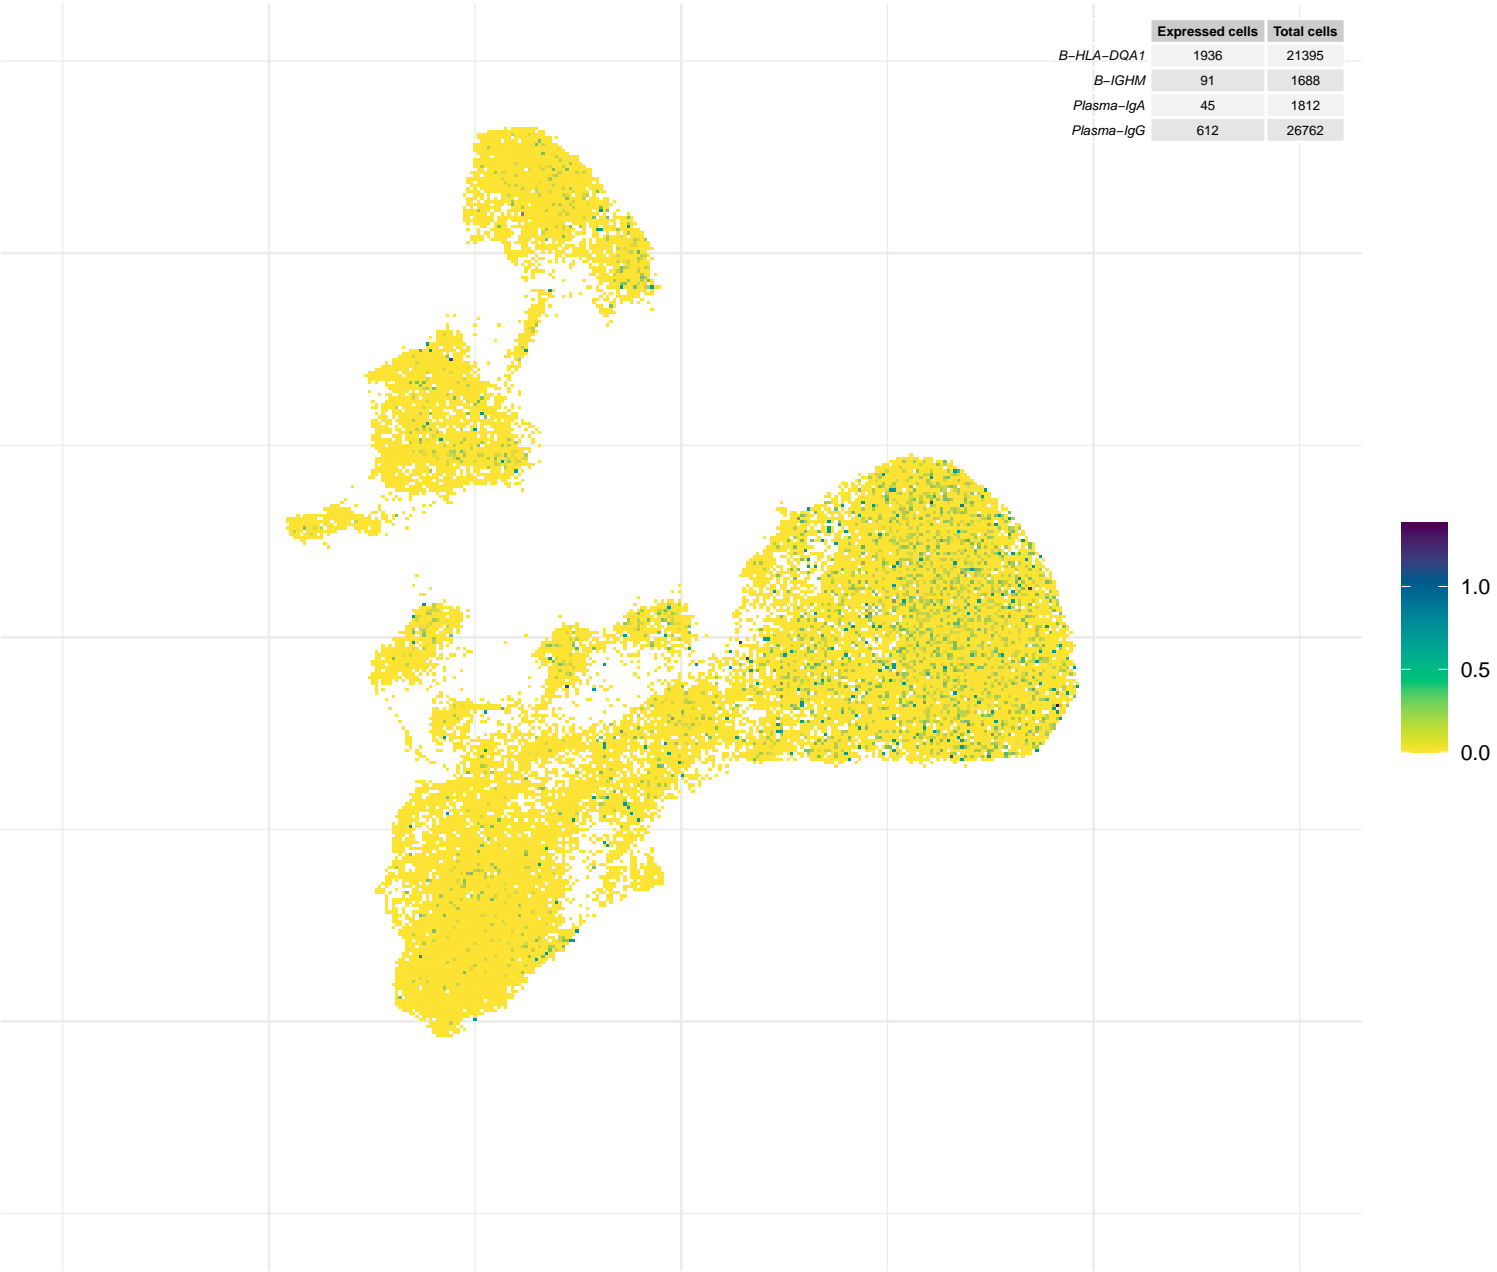 Expressed cells Total cells
B−HLA−DQA1 1936 21395
B−IGHM 91 1688
Plasma−IgA 45 1812
Plasma−IgG 612 26762
1.0
0.5
0.0